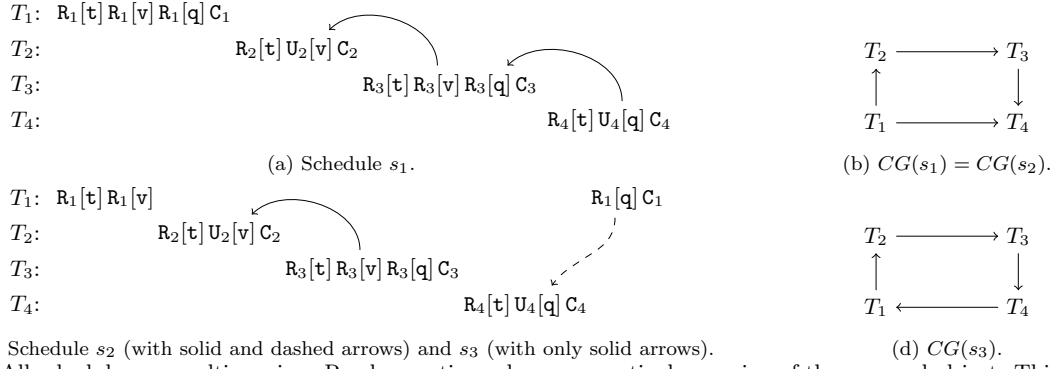 T₁: R₁[t] R₁[v] R₁[q] C₁
T₂: R₂[t] U₂[v] C₂
T₃: R₃[t] R₃[v] R₃[q] C₃
T₄: R₄[t] U₄[q] C₄
T₂ T₃
T₁ T₄
(a) Schedule s₁.
(b) CG(s₁) = CG(s₂).
T₁: R₁[t] R₁[v] R₁[q] C₁
T₂: R₂[t] U₂[v] C₂
T₃: R₃[t] R₃[v] R₃[q] C₃
T₄: R₄[t] U₄[q] C₄
T₂ T₃
T₁ T₄
Schedule s₂ (with solid and dashed arrows) and s₃ (with only solid arrows).
(d) CG(s₃).